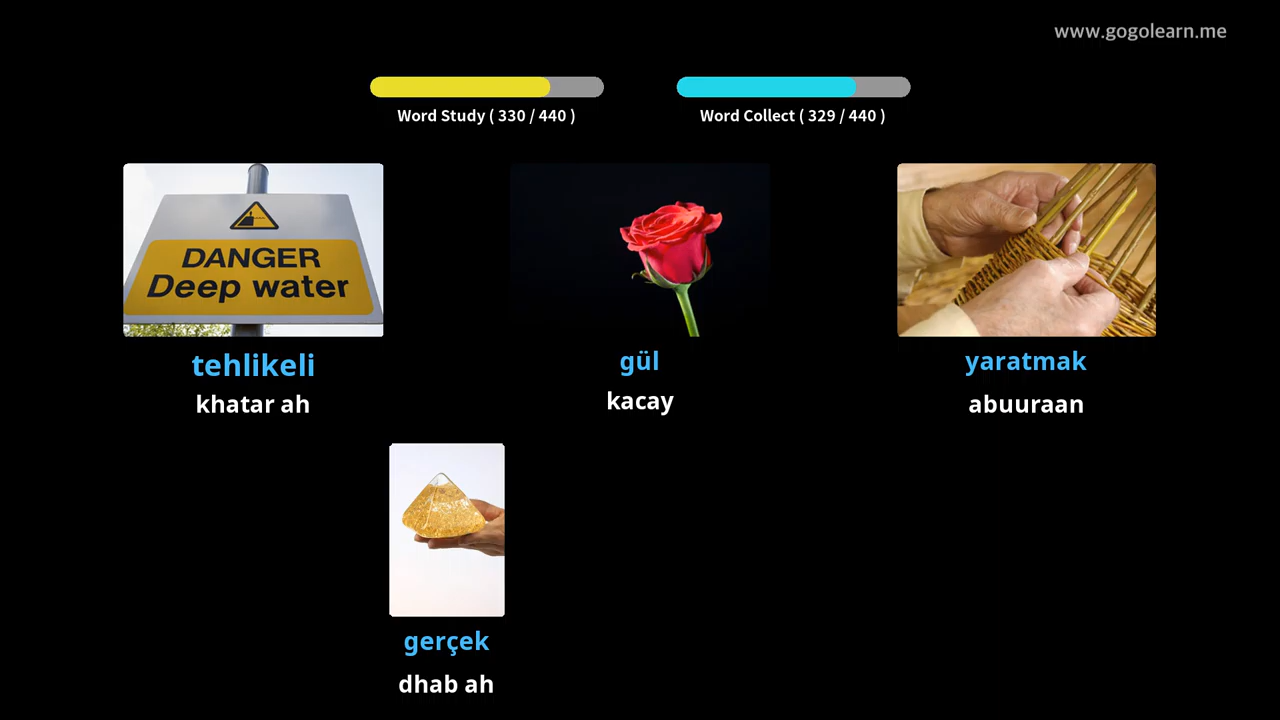 www.gogolearn.me
Word Study ( 330 / 440 )
Word Collect ( 329 / 440 )
DANGER
Deep water
tehlikeli
khatar ah
gül
kacay
yaratmak
abuuraan
gerçek
dhab ah